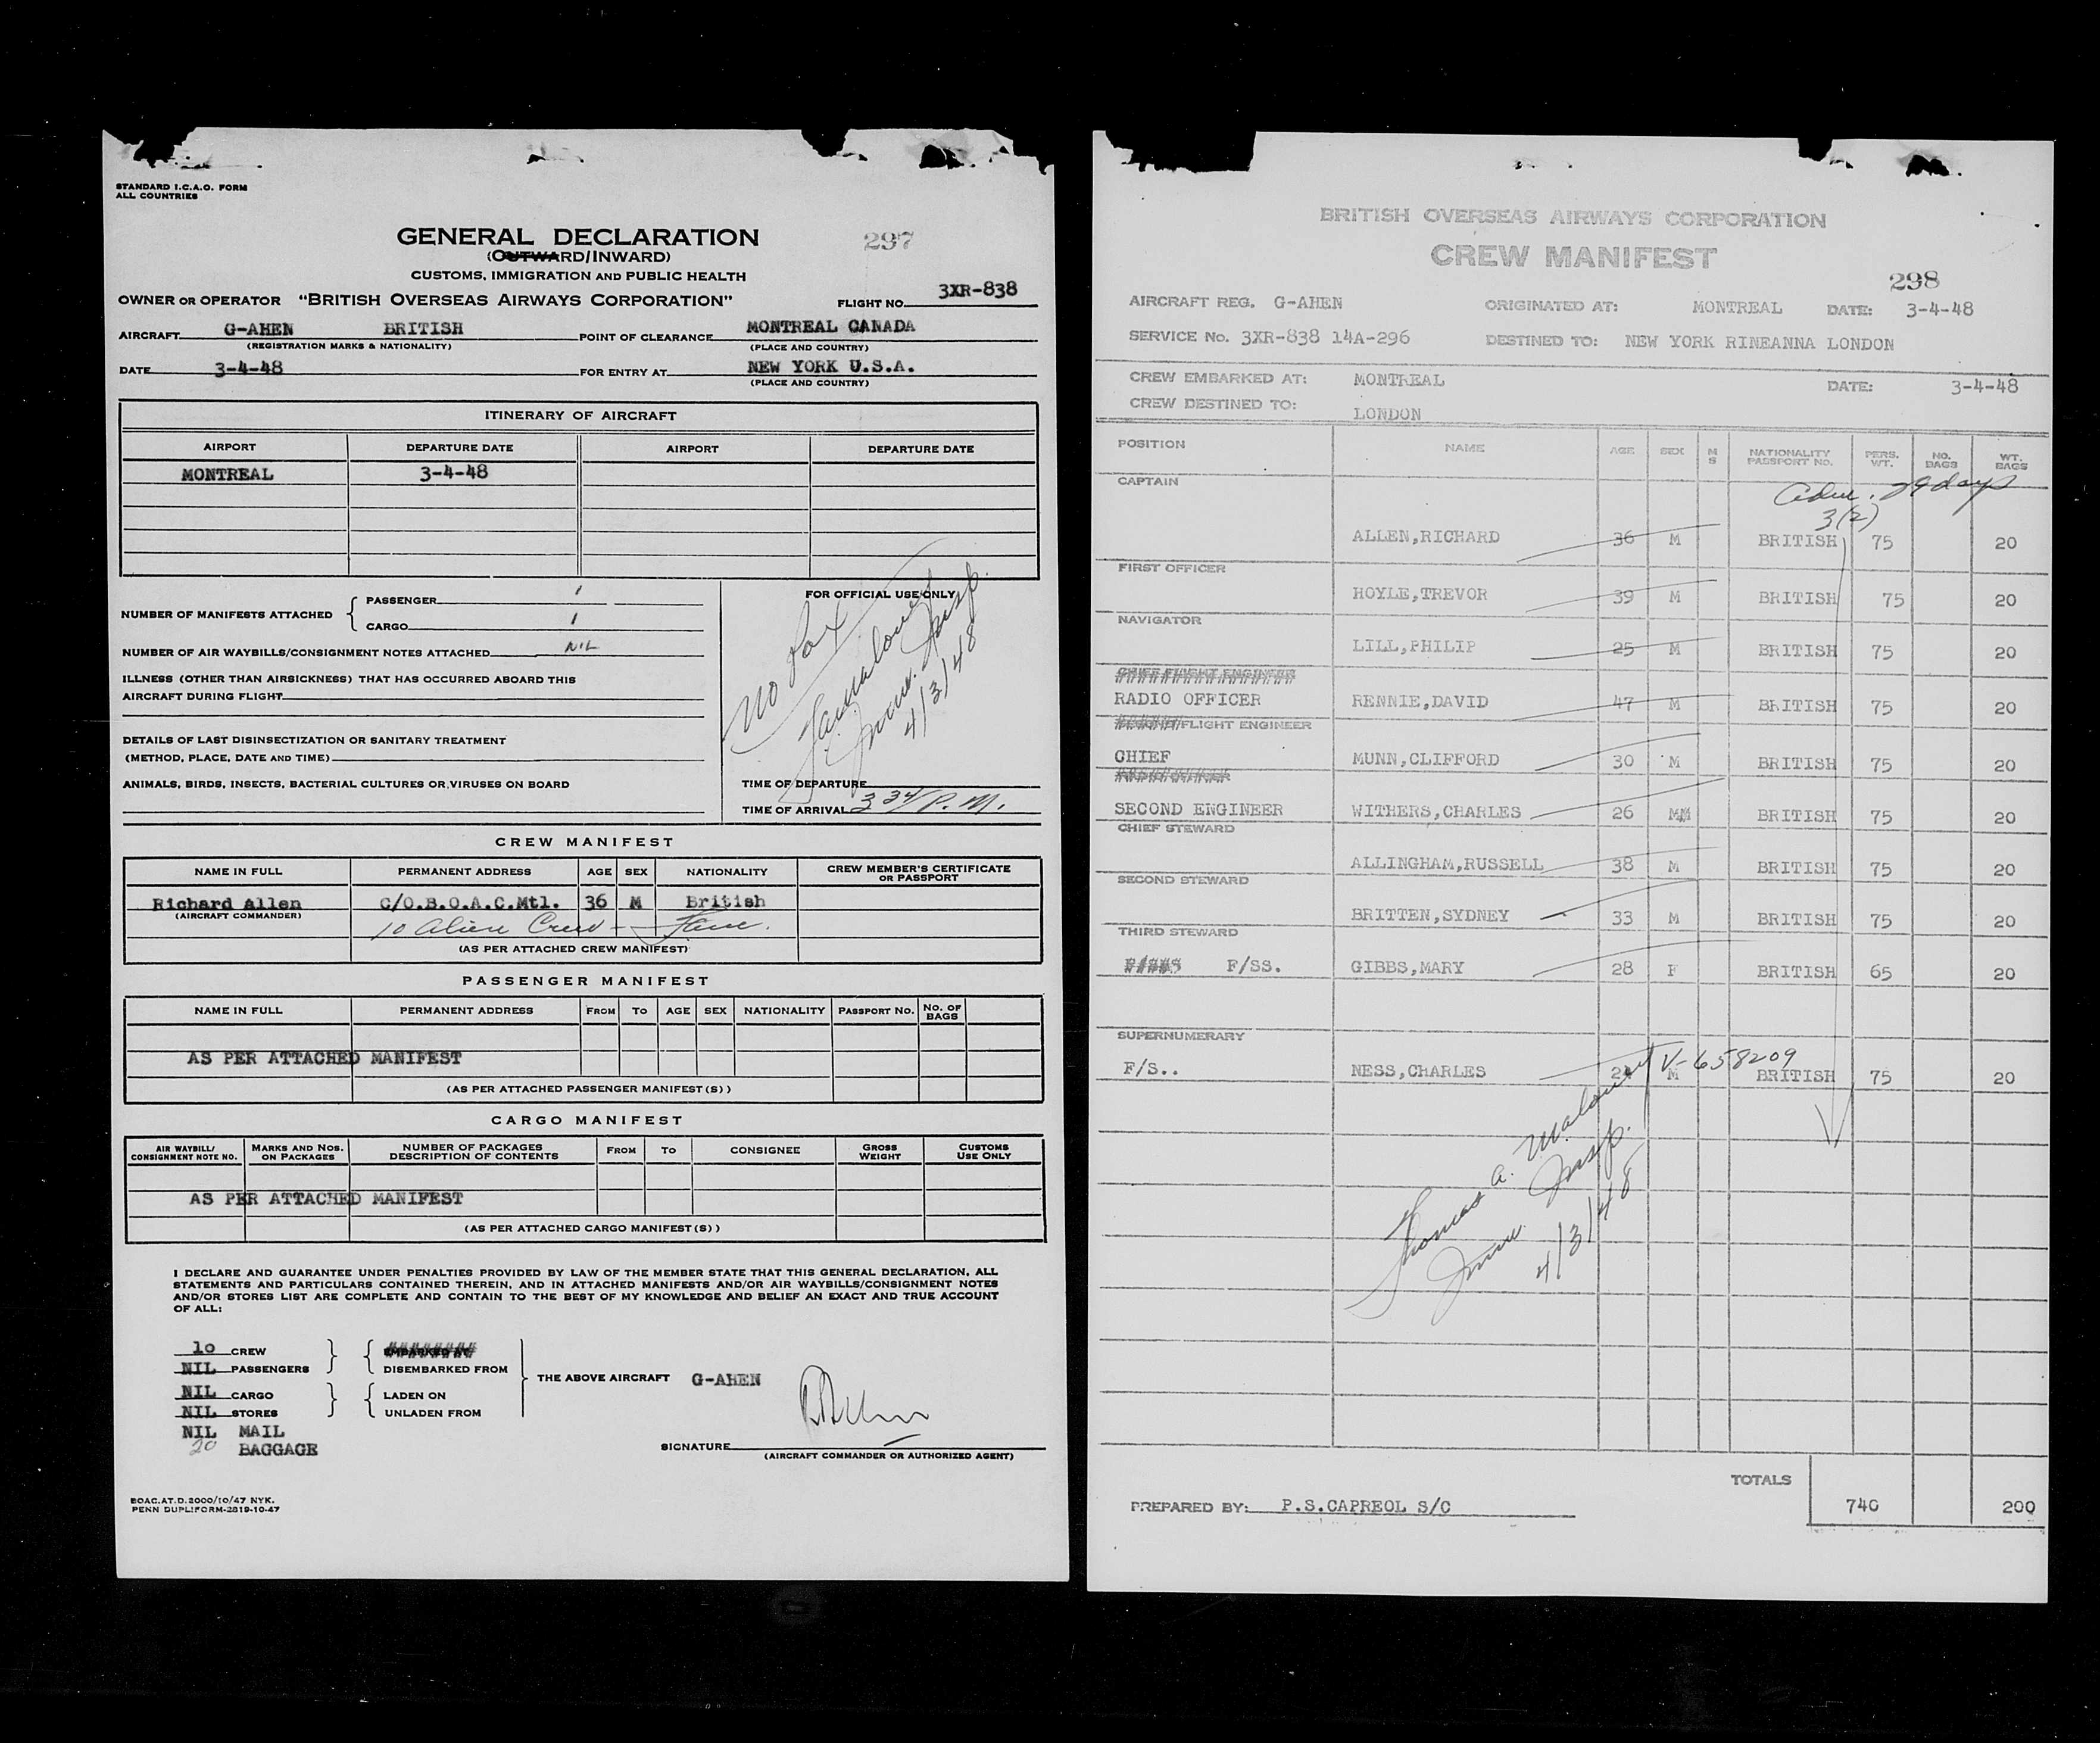 STANDARD I.C.A.O. FORM
ALL COUNTRIES
GENERAL DECLARATION
297
(OUTWARD/INWARD)
CUSTOMS, IMMIGRATION AND PUBLIC HEALTH
OWNER OR OPERATOR "BRITISH OVERSEAS AIRWAYS CORPORATION" FLIGHT NO. 3XR-838
AIRCRAFT G-AHEN BRITISH POINT OF CLEARANCE MONTREAL CANADA
(REGISTRATION MARKS & NATIONALITY) (PLACE AND COUNTRY)
DATE 3-4-48 FOR ENTRY AT NEW YORK U.S.A.
(PLACE AND COUNTRY)
ITINERARY OF AIRCRAFT
AIRPORT DEPARTURE DATE AIRPORT DEPARTURE DATE
MONTREAL 3-4-48
NUMBER OF MANIFESTS ATTACHED { PASSENGER 1
CARGO 1
NUMBER OF AIR WAYBILLS/CONSIGNMENT NOTES ATTACHED NIL
ILLNESS (OTHER THAN AIRSICKNESS) THAT HAS OCCURRED ABOARD THIS
AIRCRAFT DURING FLIGHT
DETAILS OF LAST DISINSECTIZATION OR SANITARY TREATMENT
(METHOD, PLACE, DATE AND TIME)
ANIMALS, BIRDS, INSECTS, BACTERIAL CULTURES OR VIRUSES ON BOARD
FOR OFFICIAL USE ONLY
No Pax
Imm. Insp.
4/3/48
TIME OF DEPARTURE
TIME OF ARRIVAL 3 34 P.M.
CREW MANIFEST
NAME IN FULL PERMANENT ADDRESS AGE SEX NATIONALITY CREW MEMBER'S CERTIFICATE OR PASSPORT
Richard Allen C/O.B.O.A.C.Mtl. 36 M British
(AIRCRAFT COMMANDER)
10 Alien Crew -
(AS PER ATTACHED CREW MANIFEST)
PASSENGER MANIFEST
NAME IN FULL PERMANENT ADDRESS FROM TO AGE SEX NATIONALITY PASSPORT NO. NO. OF BAGS
AS PER ATTACHED MANIFEST
(AS PER ATTACHED PASSENGER MANIFEST(S))
CARGO MANIFEST
AIR WAYBILL/ CONSIGNMENT NOTE NO. MARKS AND NOS. ON PACKAGES NUMBER OF PACKAGES DESCRIPTION OF CONTENTS FROM TO CONSIGNEE GROSS WEIGHT CUSTOMS USE ONLY
AS PER ATTACHED MANIFEST
(AS PER ATTACHED CARGO MANIFEST(S))
I DECLARE AND GUARANTEE UNDER PENALTIES PROVIDED BY LAW OF THE MEMBER STATE THAT THIS GENERAL DECLARATION, ALL
STATEMENTS AND PARTICULARS CONTAINED THEREIN, AND IN ATTACHED MANIFESTS AND/OR AIR WAYBILLS/CONSIGNMENT NOTES
AND/OR STORES LIST ARE COMPLETE AND CONTAIN TO THE BEST OF MY KNOWLEDGE AND BELIEF AN EXACT AND TRUE ACCOUNT
OF ALL:
10 CREW EMBARKED AT
NIL PASSENGERS DISEMBARKED FROM
THE ABOVE AIRCRAFT G-AHEN
NIL CARGO LADEN ON
NIL STORES UNLADEN FROM
NIL MAIL
20 BAGGAGE
SIGNATURE
(AIRCRAFT COMMANDER OR AUTHORIZED AGENT)
BOAC.AT.D.2000/10/47 NYK.
PENN DUPLIFORM-2819-10-47
BRITISH OVERSEAS AIRWAYS CORPORATION
CREW MANIFEST
298
AIRCRAFT REG. G-AHEN ORIGINATED AT: MONTREAL DATE: 3-4-48
SERVICE NO. 3XR-838 14A-296 DESTINED TO: NEW YORK RINEANNA LONDON
CREW EMBARKED AT: MONTREAL DATE: 3-4-48
CREW DESTINED TO: LONDON
POSITION NAME AGE SEX M S NATIONALITY PASSPORT NO. PERS. WT. NO. BAGS WT. BAGS
Adm. 29 days
3(2)
CAPTAIN
ALLEN,RICHARD 36 M BRITISH 75 20
FIRST OFFICER
HOYLE,TREVOR 39 M BRITISH 75 20
NAVIGATOR
LILL,PHILIP 25 M BRITISH 75 20
CHIEF FLIGHT ENGINEER
RADIO OFFICER RENNIE,DAVID 47 M BRITISH 75 20
FLIGHT ENGINEER
CHIEF MUNN,CLIFFORD 30 M BRITISH 75 20
SECOND ENGINEER WITHERS,CHARLES 26 M BRITISH 75 20
CHIEF STEWARD
ALLINGHAM,RUSSELL 38 M BRITISH 75 20
SECOND STEWARD
BRITTEN,SYDNEY 33 M BRITISH 75 20
THIRD STEWARD
F/SS. GIBBS,MARY 28 F BRITISH 65 20
SUPERNUMERARY
V-658209
F/S.. NESS,CHARLES M BRITISH 75 20
Thomas A. Maloney
Imm. Insp.
4/3/48
TOTALS 740 200
PREPARED BY: P.S.CAPREOL S/C